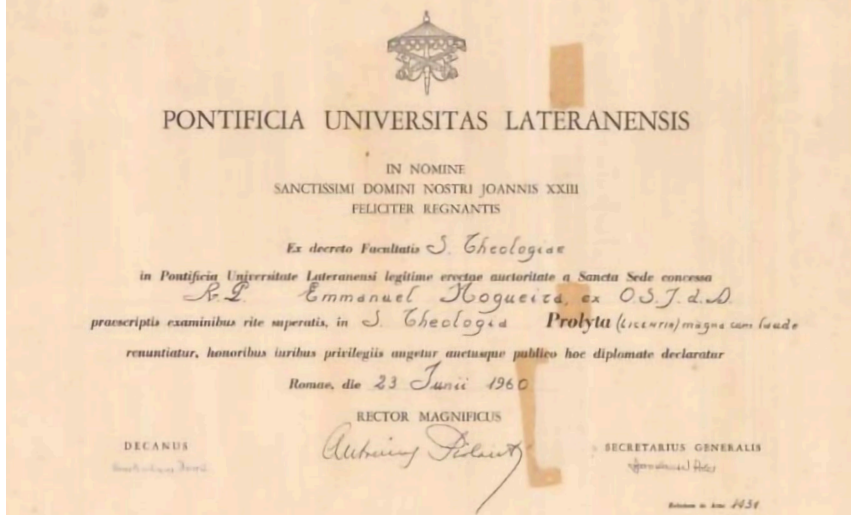 PONTIFICIA UNIVERSITAS LATERANENSIS
IN NOMINE
SANCTISSIMI DOMINI NOSTRI JOANNIS XXIII
FELICITER REGNANTIS
Ex decreto Facultatis S. Theologiae
in Pontificia Universitate Lateranensi legitime erectae auctoritate a Sancta Sede concessa
R. P. Emmanuel Nogueira, ex O.S.J.d.D.
praescriptis examinibus rite superatis, in S. Theologia Prolyta (LICENTIA) magna cum laude
renuntiatur, honoribus iuribus privilegiis augetur auctusque publico hoc diplomate declaratur
Romae, die 23 Junii 1960
RECTOR MAGNIFICUS
DECANUS
SECRETARIUS GENERALIS
in 1431